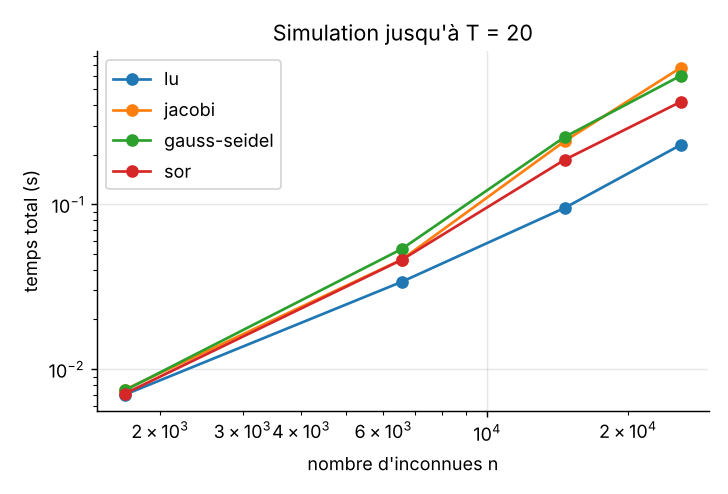 Simulation jusqu'à T = 20
lu
jacobi
gauss-seidel
sor
temps total (s)
10⁻¹
10⁻²
2 × 10³
3 × 10³
4 × 10³
6 × 10³
10⁴
2 × 10⁴
nombre d'inconnues n